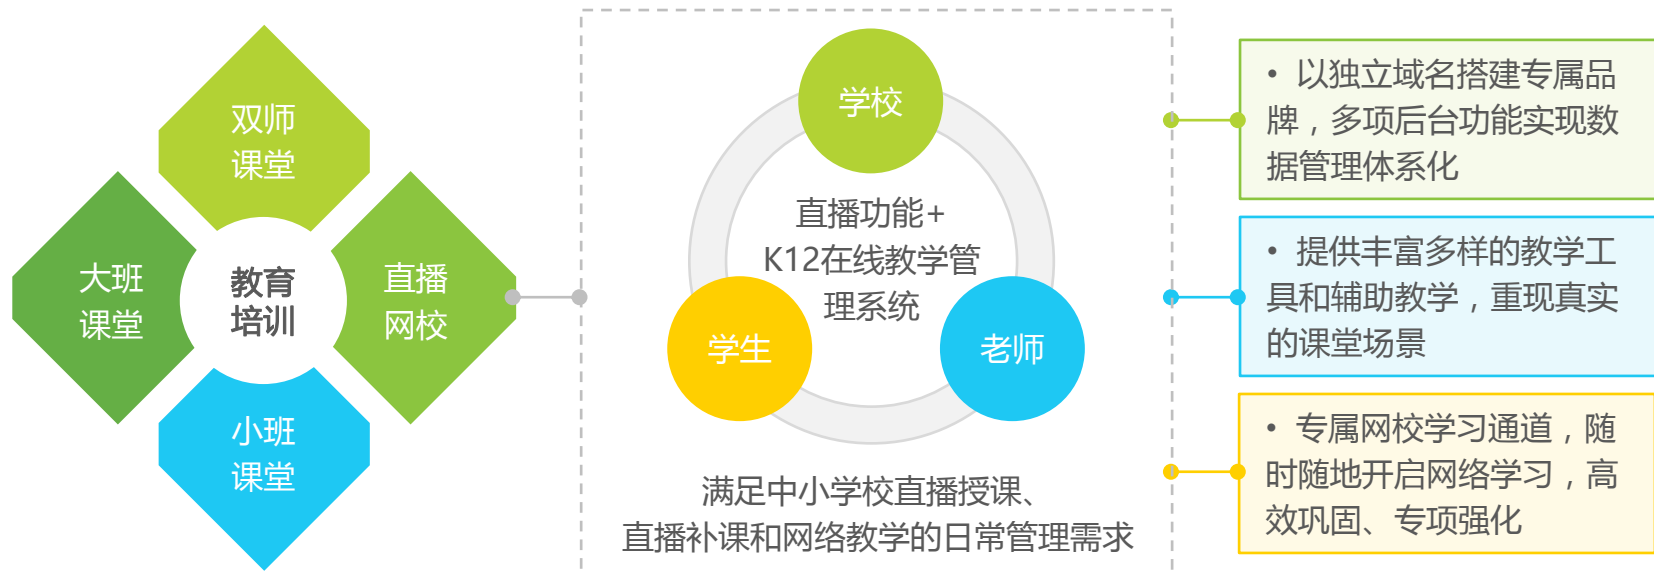 双师
课堂
大班
课堂
教育
培训
直播
网校
小班
课堂
学校
直播功能+
K12在线教学管
理系统
学生
老师
满足中小学校直播授课、
直播补课和网络教学的日常管理需求
• 以独立域名搭建专属品
牌，多项后台功能实现数
据管理体系化
• 提供丰富多样的教学工
具和辅助教学，重现真实
的课堂场景
• 专属网校学习通道，随
时随地开启网络学习，高
效巩固、专项强化